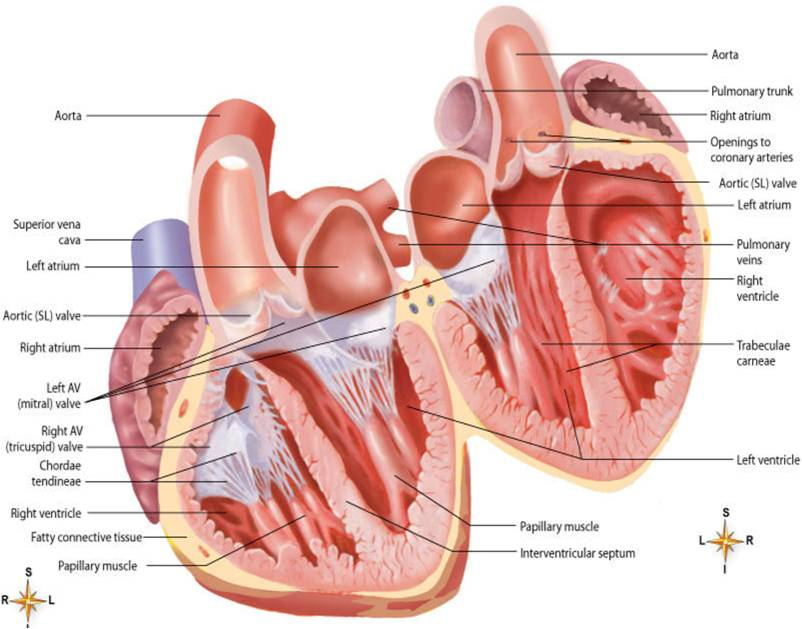 Aorta
Superior vena
cava
Left atrium
Aortic (SL) valve
Right atrium
Left AV
(mitral) valve
Right AV
(tricuspid) valve
Chordae
tendineae
Right ventricle
Fatty connective tissue
Papillary muscle
S
R L
I
Aorta
Pulmonary trunk
Right atrium
Openings to
coronary arteries
Aortic (SL) valve
Left atrium
Pulmonary
veins
Right
ventricle
Trabeculae
carneae
Left ventricle
Papillary muscle
Interventricular septum
S
L R
I